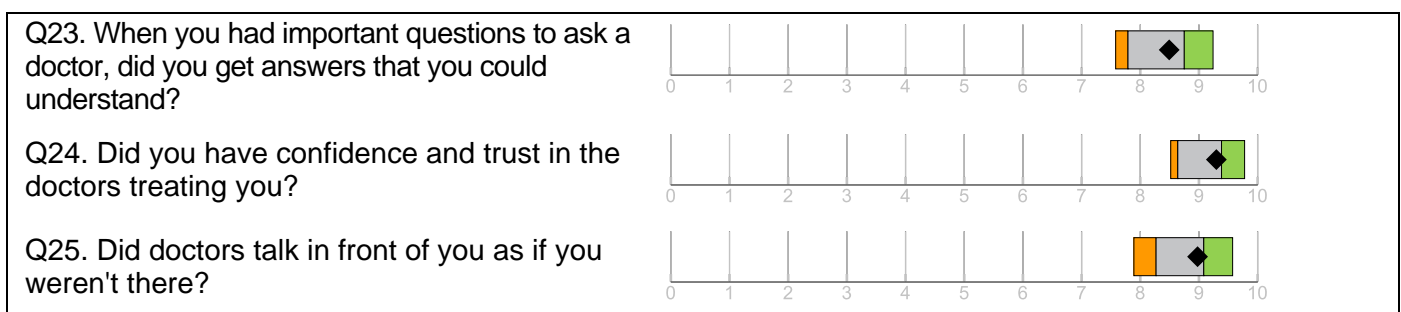 Q23. When you had important questions to ask a
doctor, did you get answers that you could
understand?
0 1 2 3 4 5 6 7 8 9 10
Q24. Did you have confidence and trust in the
doctors treating you?
0 1 2 3 4 5 6 7 8 9 10
Q25. Did doctors talk in front of you as if you
weren't there?
0 1 2 3 4 5 6 7 8 9 10